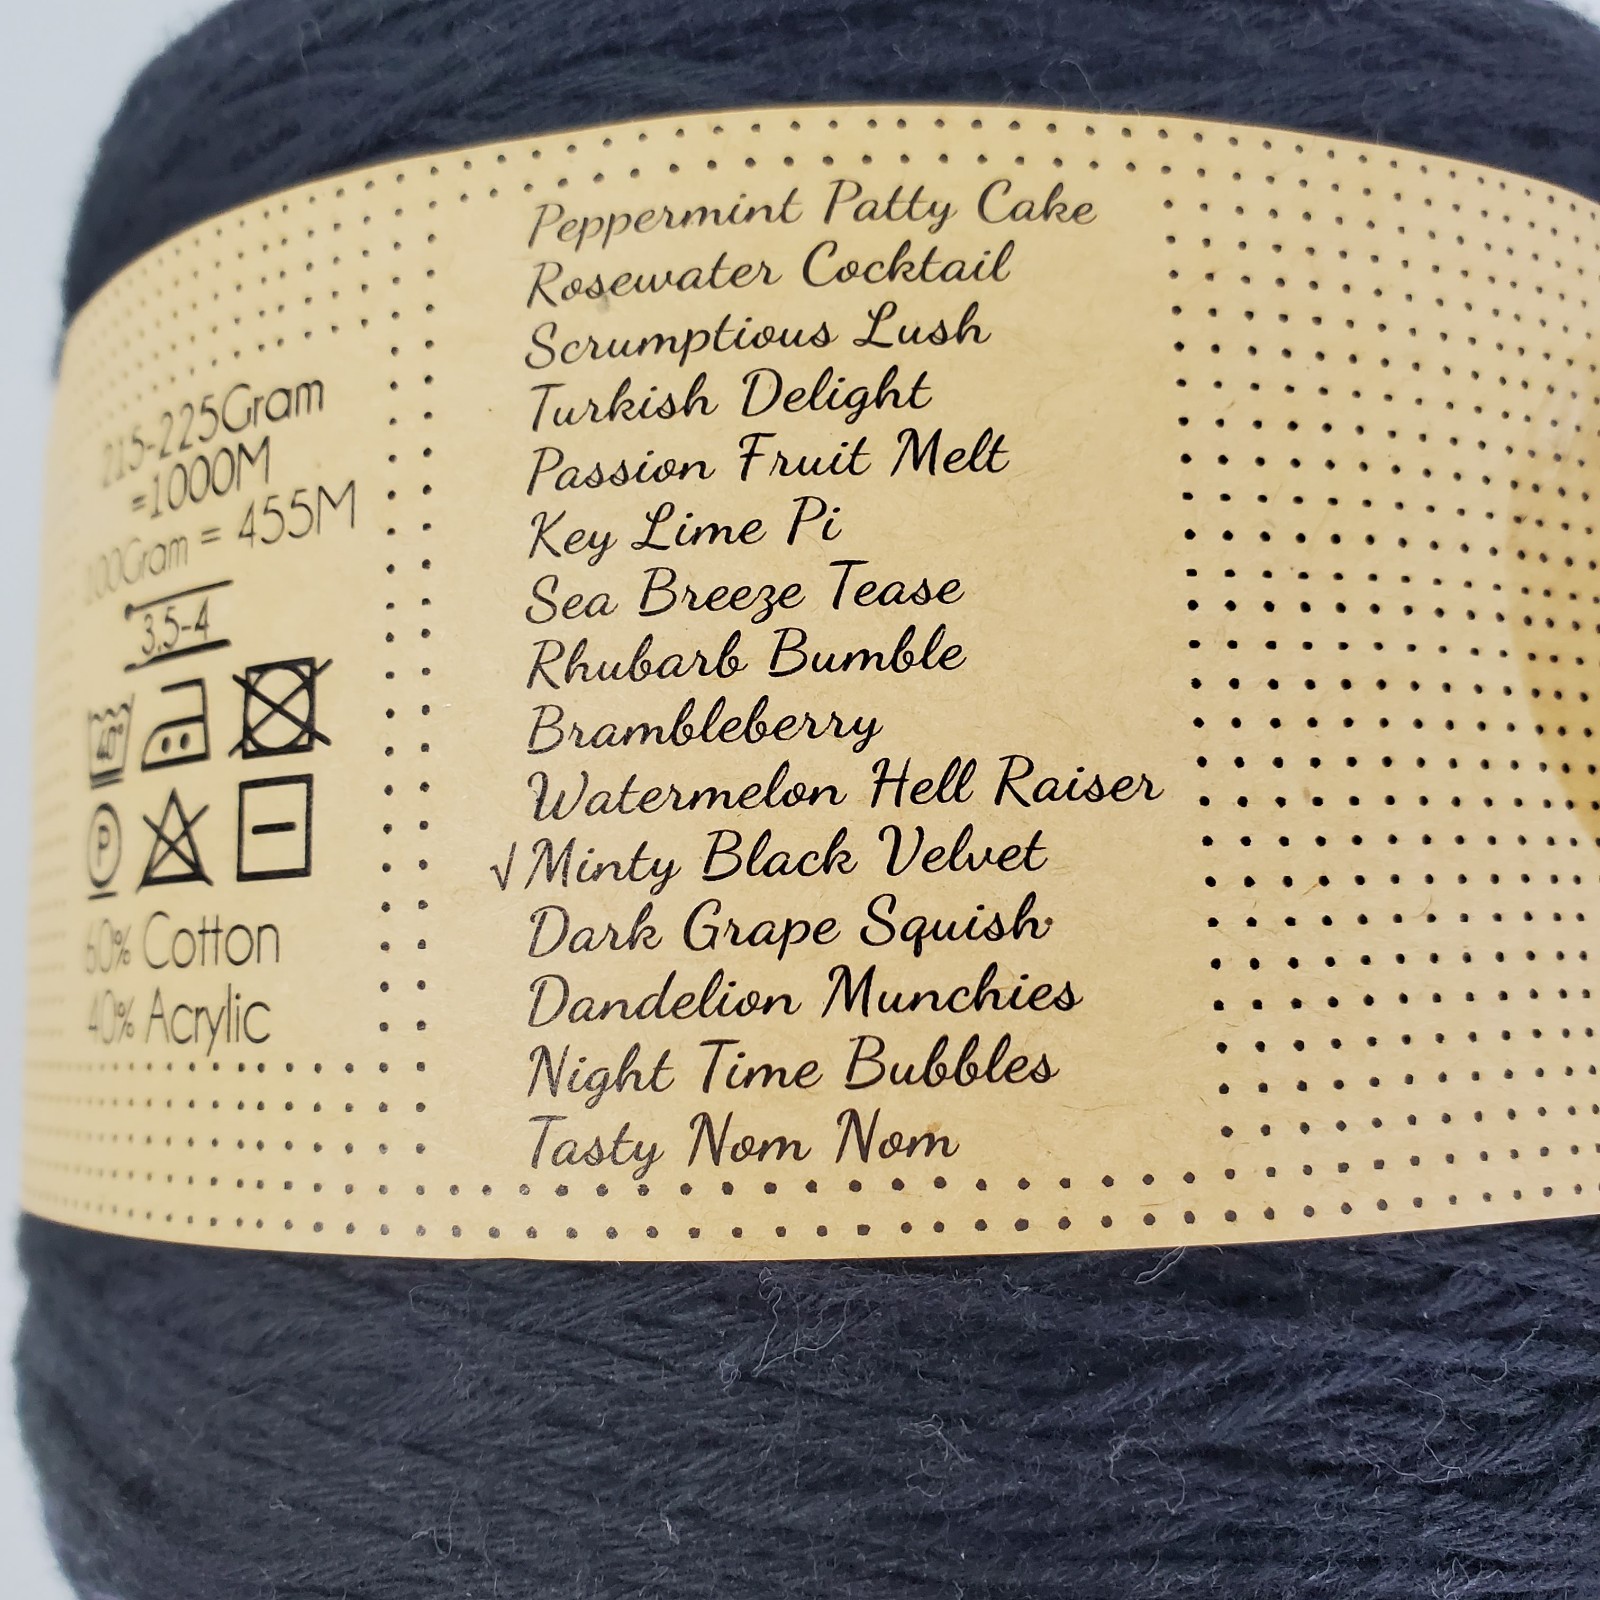 215-225Gram
=1000M
100Gram = 455M
3.5-4
40°
P
60% Cotton
40% Acrylic
Peppermint Patty Cake
Rosewater Cocktail
Scrumptious Lush
Turkish Delight
Passion Fruit Melt
Key Lime Pi
Sea Breeze Tease
Rhubarb Bumble
Brambleberry
Watermelon Hell Raiser
√ Minty Black Velvet
Dark Grape Squish
Dandelion Munchies
Night Time Bubbles
Tasty Nom Nom